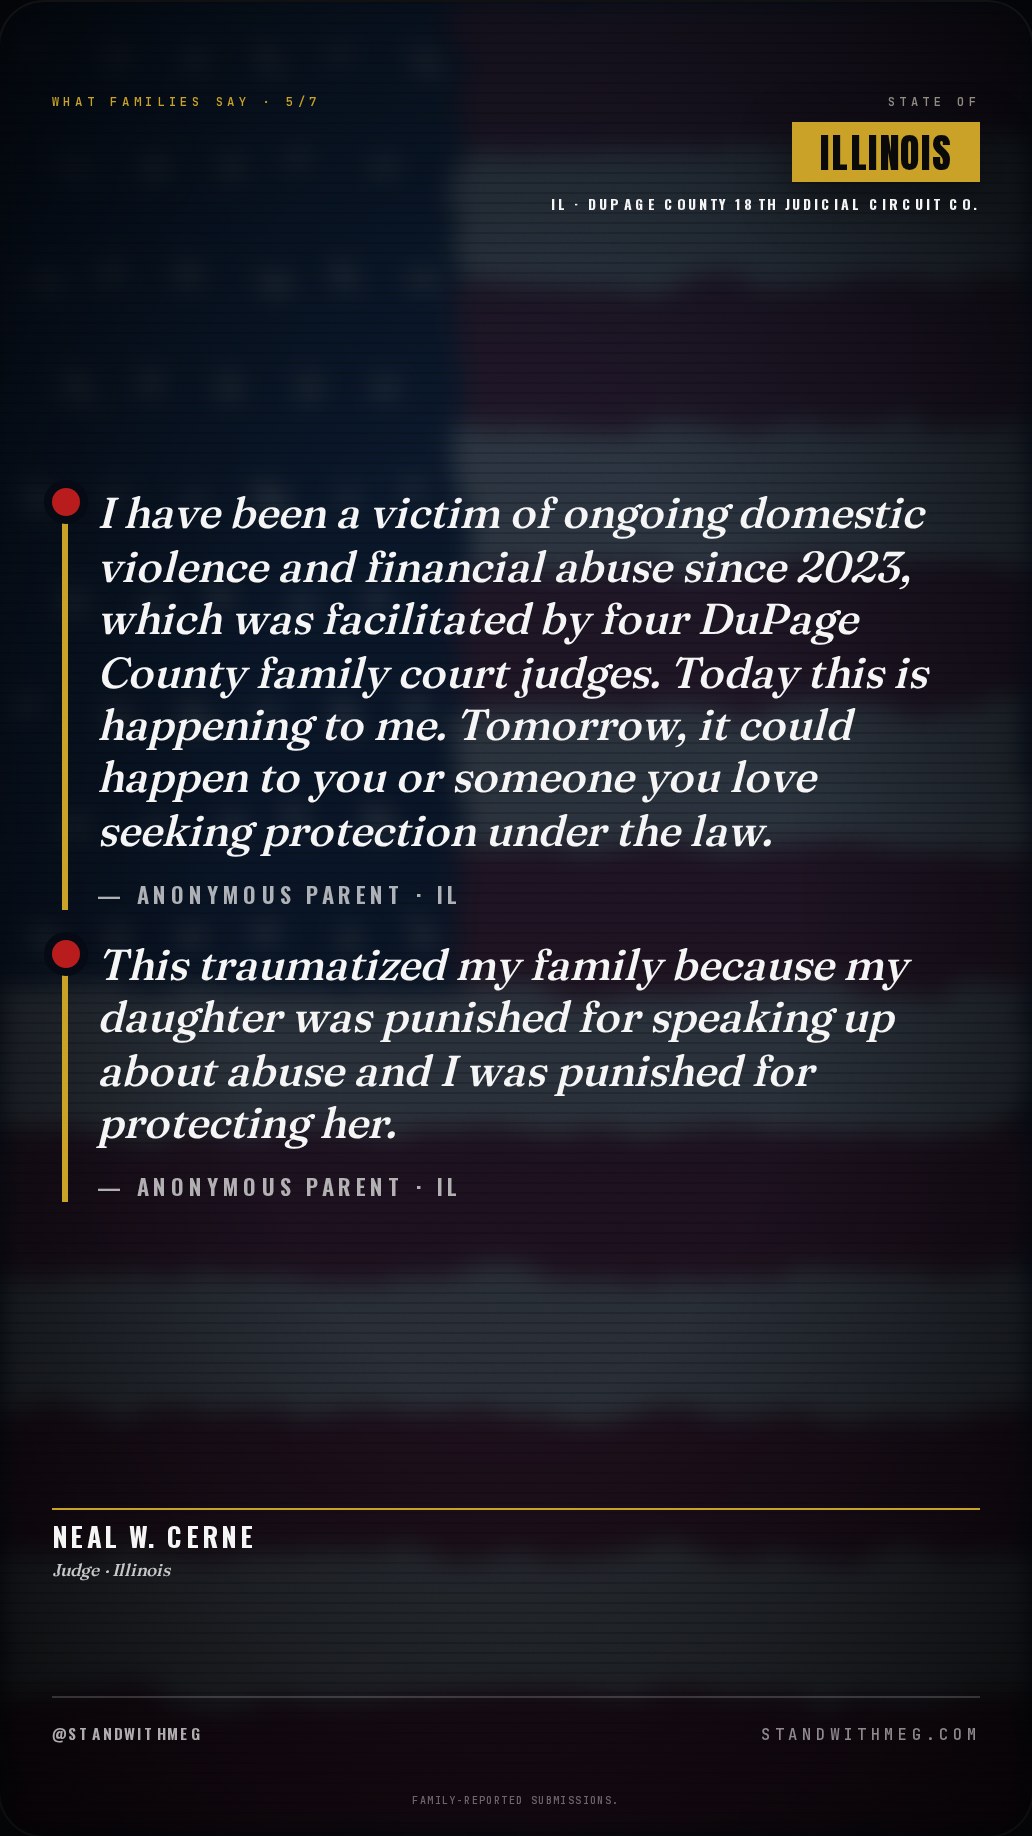 WHAT FAMILIES SAY · 5/7
STATE OF
ILLINOIS
IL · DUPAGE COUNTY 18TH JUDICIAL CIRCUIT CO.
I have been a victim of ongoing domestic
violence and financial abuse since 2023,
which was facilitated by four DuPage
County family court judges. Today this is
happening to me. Tomorrow, it could
happen to you or someone you love
seeking protection under the law.
— ANONYMOUS PARENT · IL
This traumatized my family because my
daughter was punished for speaking up
about abuse and I was punished for
protecting her.
— ANONYMOUS PARENT · IL
NEAL W. CERNE
Judge · Illinois
@STANDWITHMEG
STANDWITHMEG.COM
FAMILY-REPORTED SUBMISSIONS.